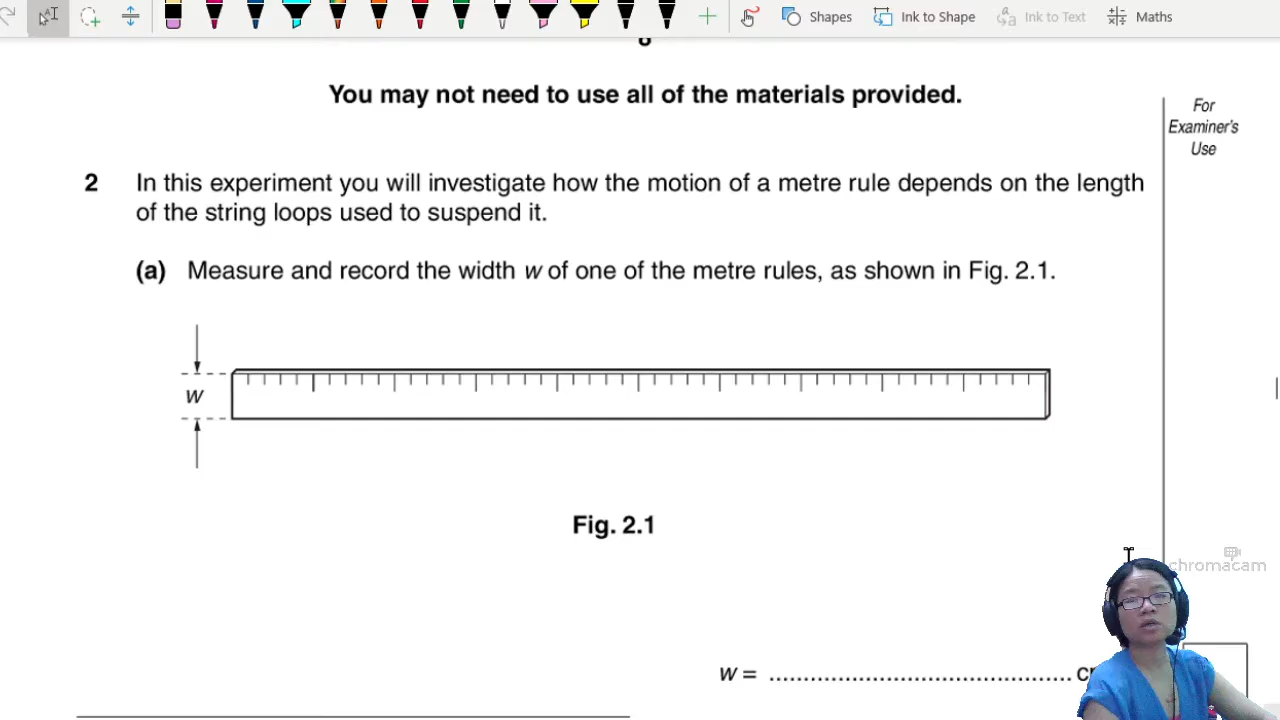 Shapes
Ink to Shape
Ink to Text
Maths
You may not need to use all of the materials provided.
For
Examiner's
Use
2 In this experiment you will investigate how the motion of a metre rule depends on the length
of the string loops used to suspend it.
(a) Measure and record the width w of one of the metre rules, as shown in Fig. 2.1.
w
Fig. 2.1
chromacam
w = ............................................